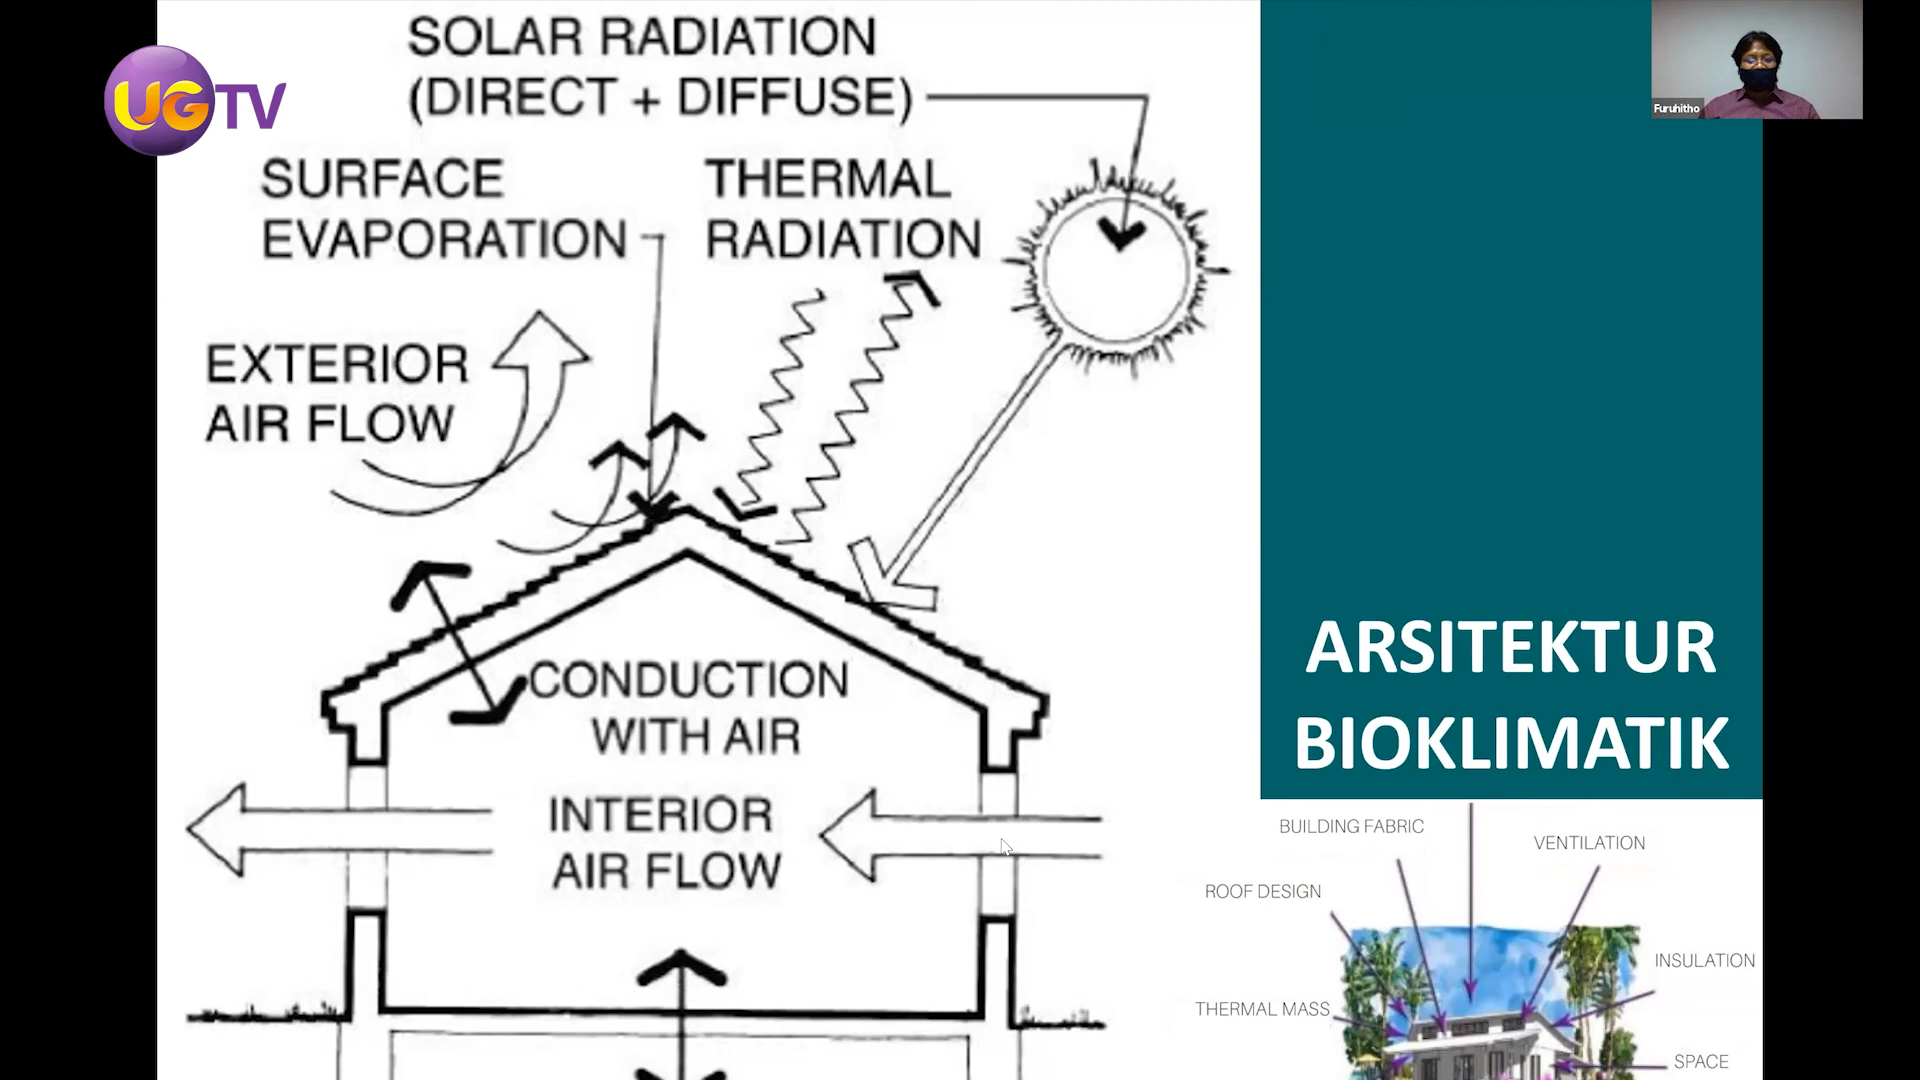 UGTV
SOLAR RADIATION
(DIRECT + DIFFUSE)
SURFACE
EVAPORATION
THERMAL
RADIATION
EXTERIOR
AIR FLOW
CONDUCTION
WITH AIR
INTERIOR
AIR FLOW
Furuhitho
ARSITEKTUR
BIOKLIMATIK
BUILDING FABRIC
VENTILATION
ROOF DESIGN
INSULATION
THERMAL MASS
SPACE